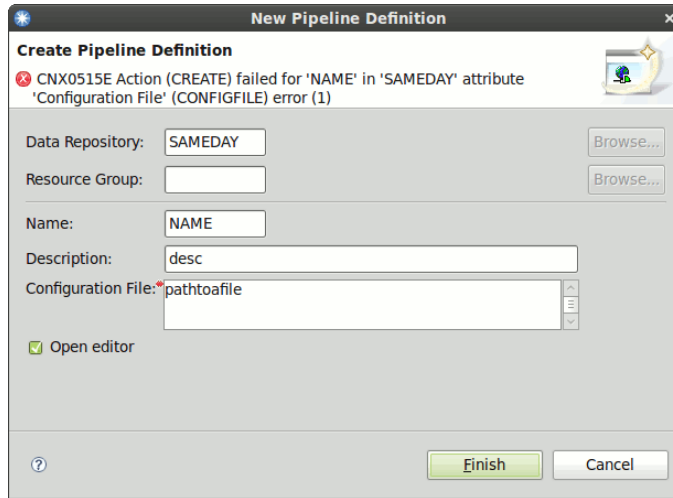 New Pipeline Definition
Create Pipeline Definition
CNX0515E Action (CREATE) failed for 'NAME' in 'SAMEDAY' attribute
'Configuration File' (CONFIGFILE) error (1)
Data Repository: SAMEDAY Browse...
Resource Group: Browse...
Name: NAME
Description: desc
Configuration File:* pathtoafile
Open editor
Finish Cancel